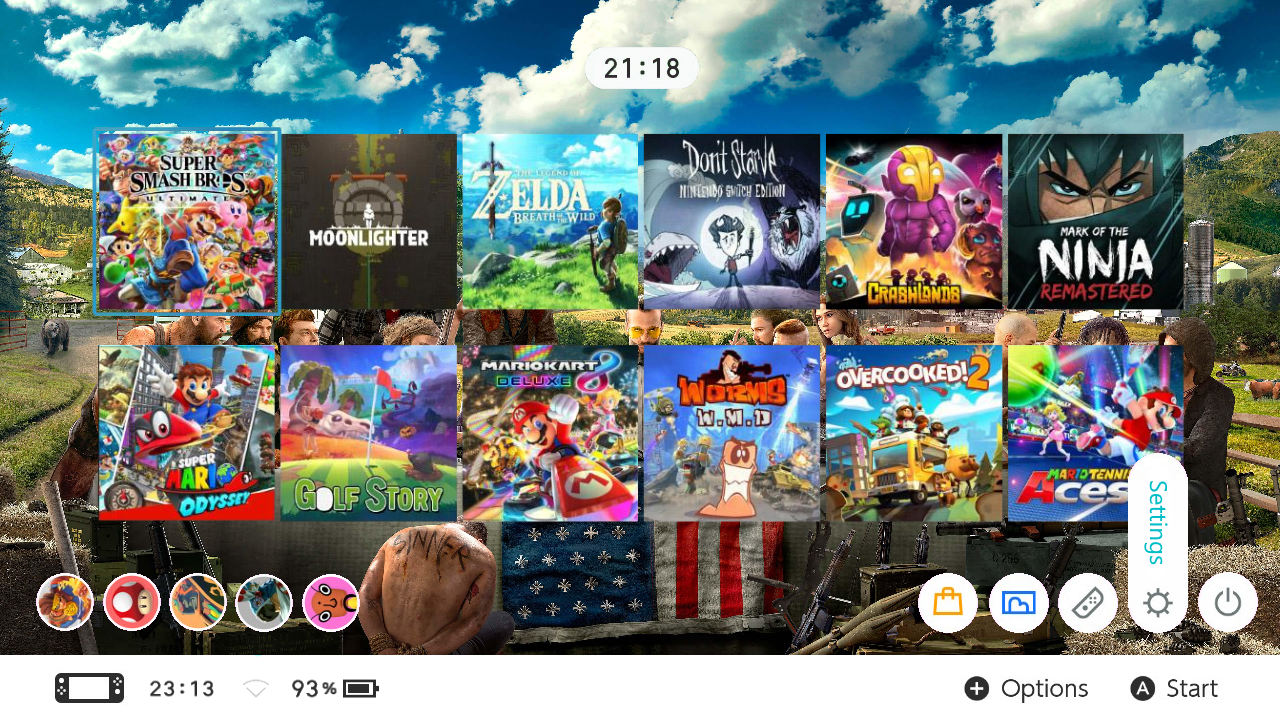 21:18
SUPER
SMASH BROS.
ULTIMATE
MOONLIGHTER
THE LEGEND OF
ZELDA
BREATH OF THE WILD
Don't Starve
NINTENDO SWITCH EDITION
CRASHLANDS
MARK OF THE
NINJA
REMASTERED
SUPER
MARIO
ODYSSEY
GOLF STORY
MARIOKART 8
DELUXE
WORMS
W.M.D
OVERCOOKED! 2
MARIO TENNIS
Aces
Settings
SINNER
23:13
93%
+ Options
A Start